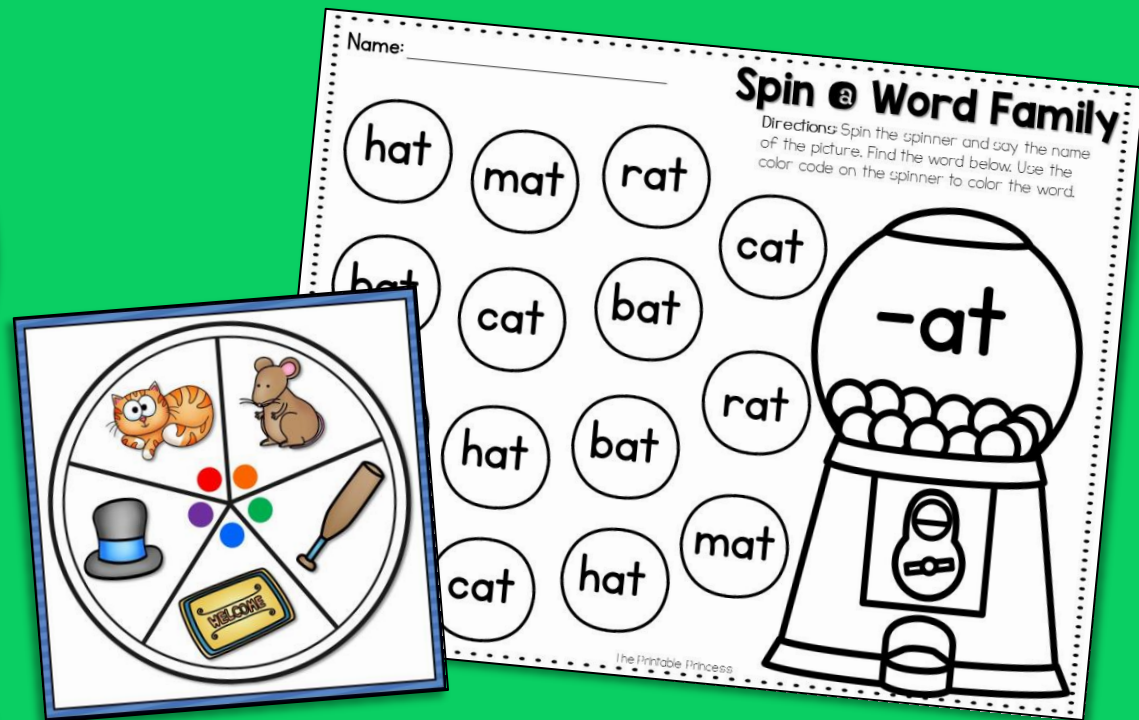 Name:
Spin a Word Family
Directions: Spin the spinner and say the name
of the picture. Find the word below. Use the
color code on the spinner to color the word.
hat
mat
rat
cat
bat
cat
bat
-at
rat
hat
bat
mat
cat
hat
WELCOME
The Printable Princess